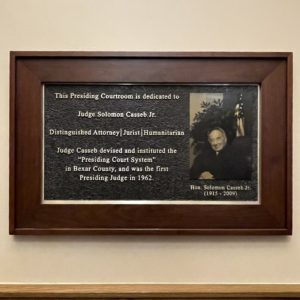 This Presiding Courtroom is dedicated to
Judge Solomon Casseb Jr.
Distinguished Attorney|Jurist|Humanitarian
Judge Casseb devised and instituted the
"Presiding Court System"
in Bexar County, and was the first
Presiding Judge in 1962.
Hon. Solomon Casseb Jr.
(1915 - 2009)